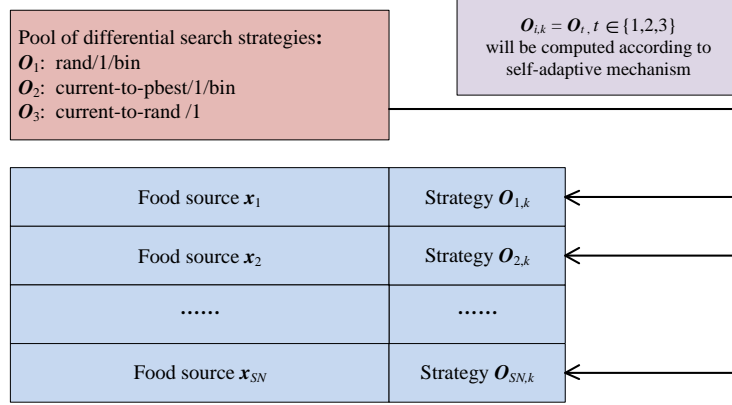 Pool of differential search strategies:
O1: rand/1/bin
O2: current-to-pbest/1/bin
O3: current-to-rand /1
Oi,k = Ot, t ∈ {1,2,3}
will be computed according to
self-adaptive mechanism
Food source x1 Strategy O1,k
Food source x2 Strategy O2,k
...... ......
Food source xSN Strategy OSN,k